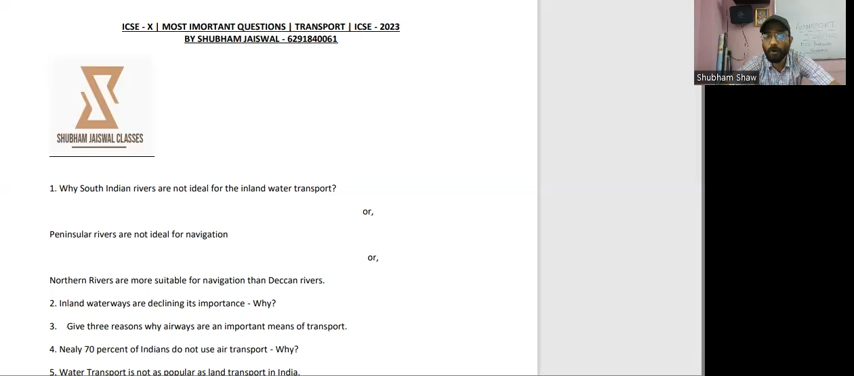 ICSE - X | MOST IMORTANT QUESTIONS | TRANSPORT | ICSE - 2023
BY SHUBHAM JAISWAL - 6291840061
SHUBHAM JAISWAL CLASSES
1. Why South Indian rivers are not ideal for the inland water transport?
or,
Peninsular rivers are not ideal for navigation
or,
Northern Rivers are more suitable for navigation than Deccan rivers.
2. Inland waterways are declining its importance - Why?
3. Give three reasons why airways are an important means of transport.
4. Nealy 70 percent of Indians do not use air transport - Why?
5. Water Transport is not as popular as land transport in India.
Shubham Shaw